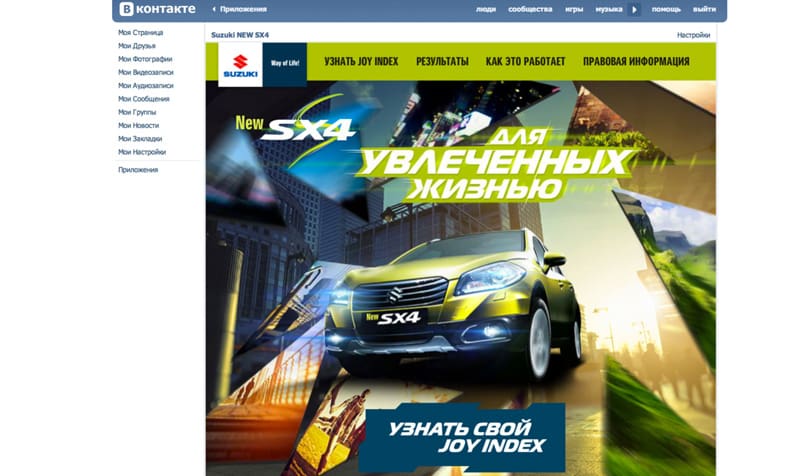 В контакте
Приложения
люди сообщества игры музыка помощь выйти
Моя Страница
Мои Друзья
Мои Фотографии
Мои Видеозаписи
Мои Аудиозаписи
Мои Сообщения
Мои Группы
Мои Новости
Мои Закладки
Мои Настройки
Приложения
Suzuki NEW SX4
Настройки
SUZUKI
Way of Life!
УЗНАТЬ JOY INDEX РЕЗУЛЬТАТЫ КАК ЭТО РАБОТАЕТ ПРАВОВАЯ ИНФОРМАЦИЯ
New SX4
ДЛЯ
УВЛЕЧЕННЫХ
ЖИЗНЬЮ
New SX4
УЗНАТЬ СВОЙ
JOY INDEX